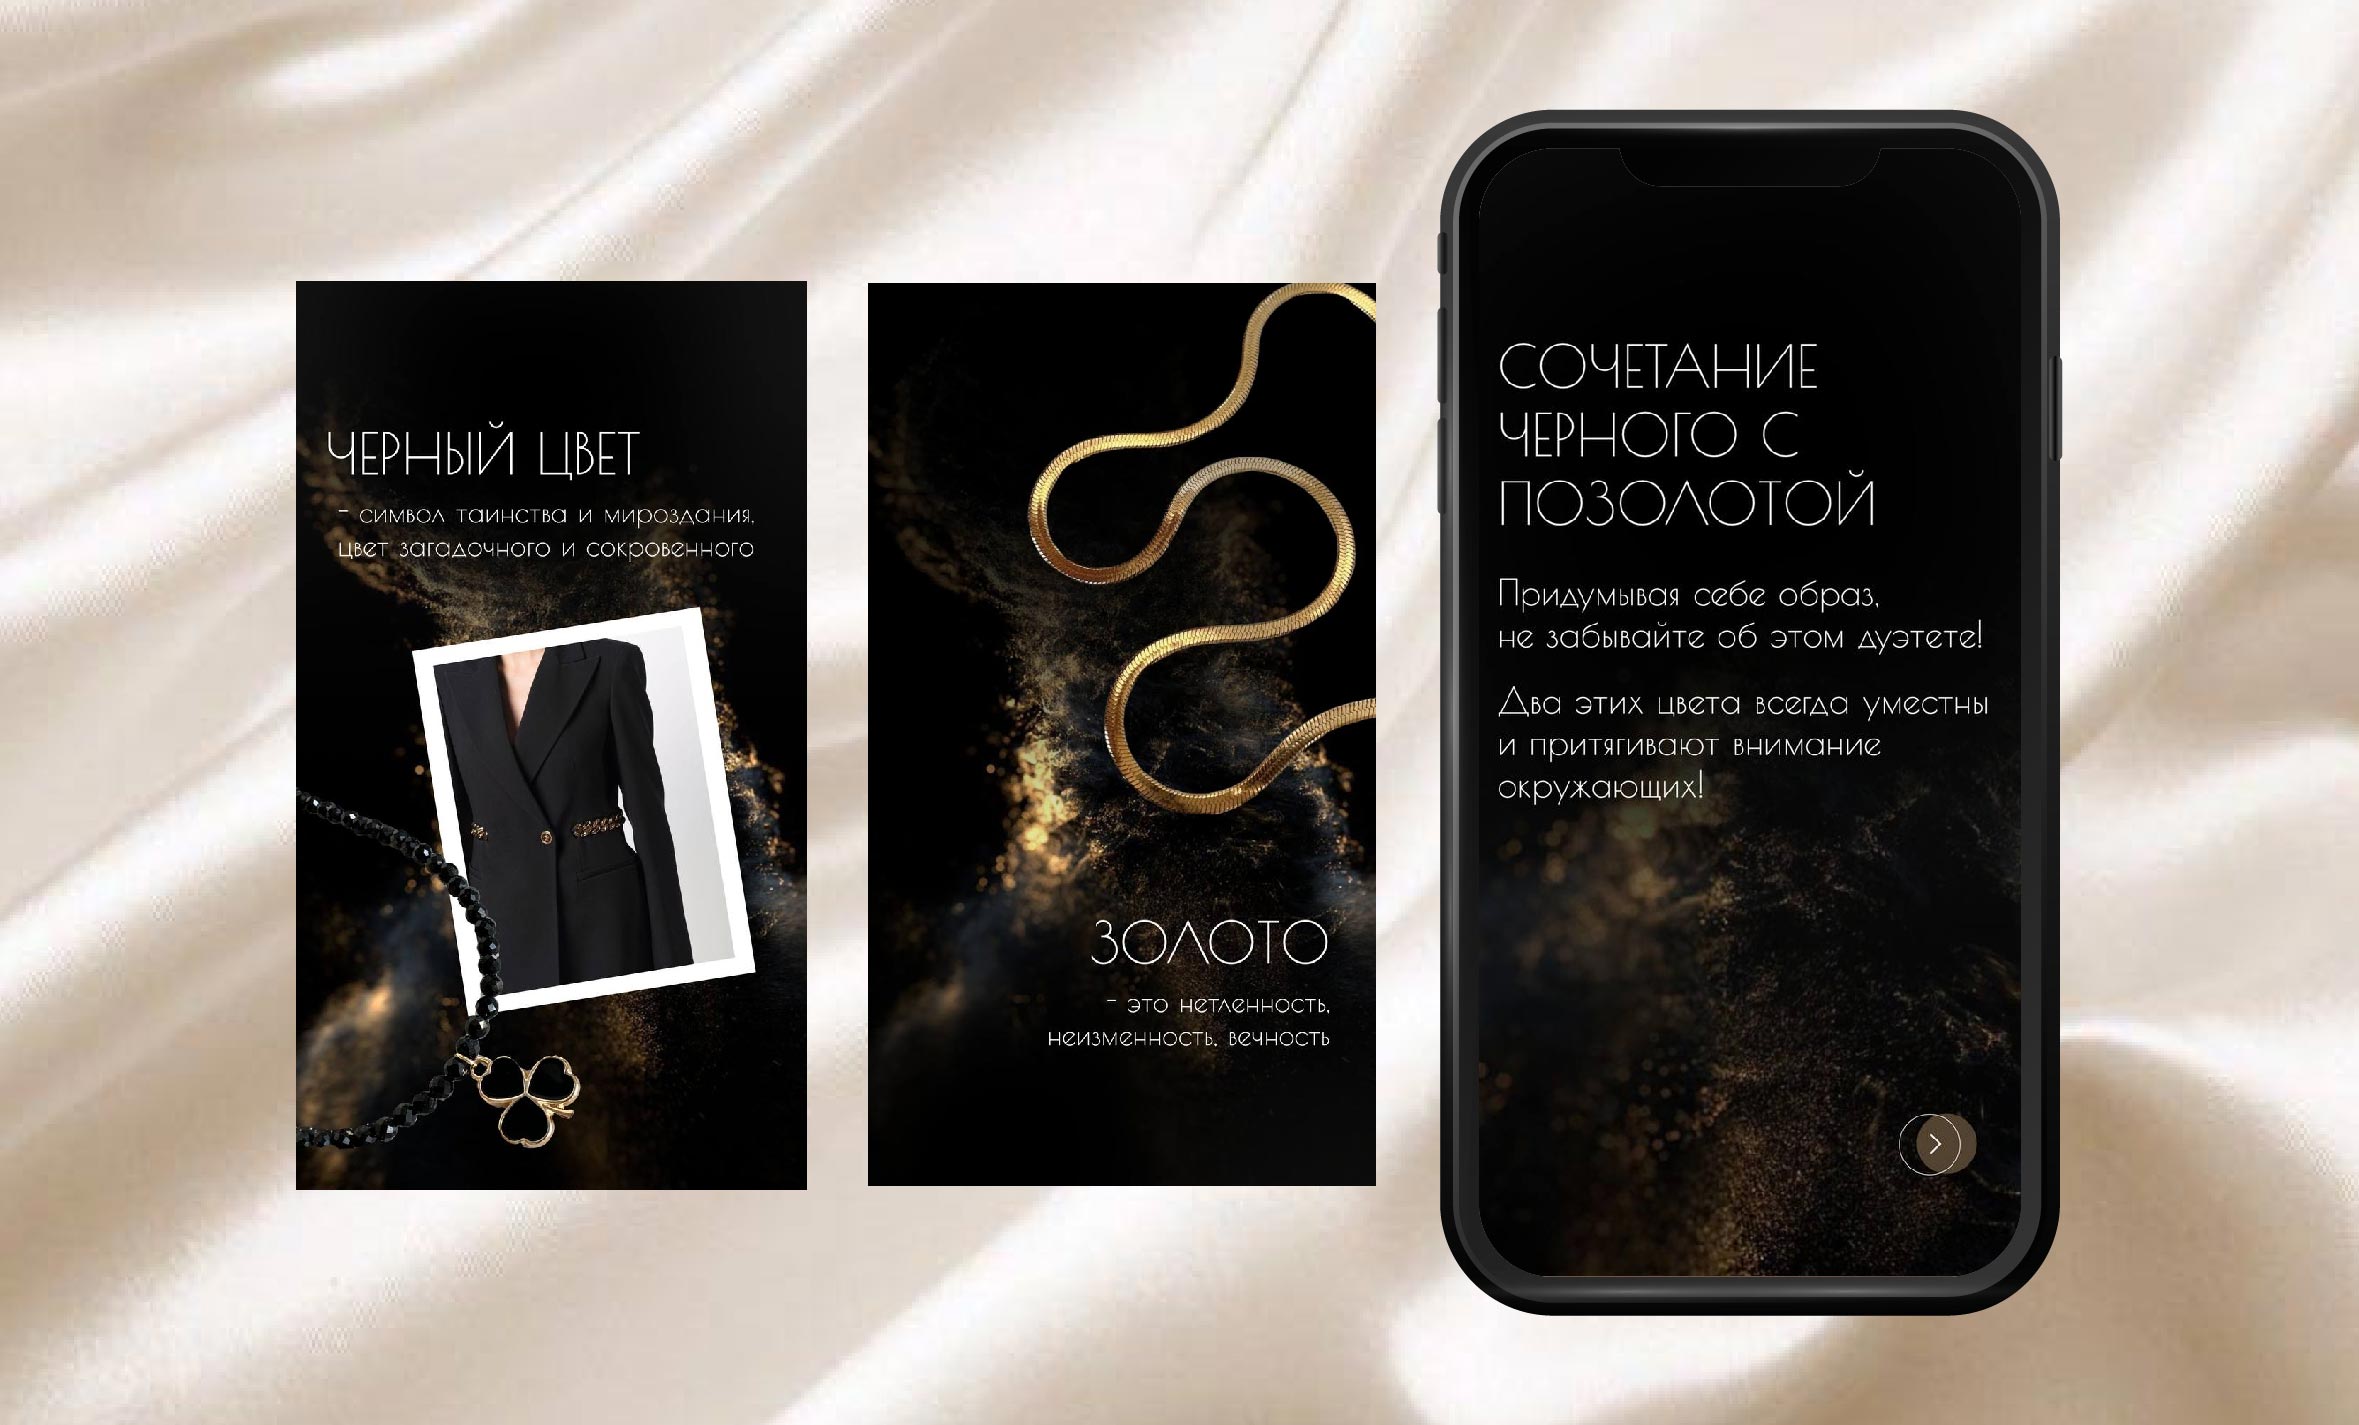 ЧЕРНЫЙ ЦВЕТ
– символ таинства и мироздания,
цвет загадочного и сокровенного
ЗОЛОТО
– это нетленность,
неизменность, вечность
СОЧЕТАНИЕ
ЧЕРНОГО С
ПОЗОЛОТОЙ
Придумывая себе образ,
не забывайте об этом дуэтете!
Два этих цвета всегда уместны
и притягивают внимание
окружающих!